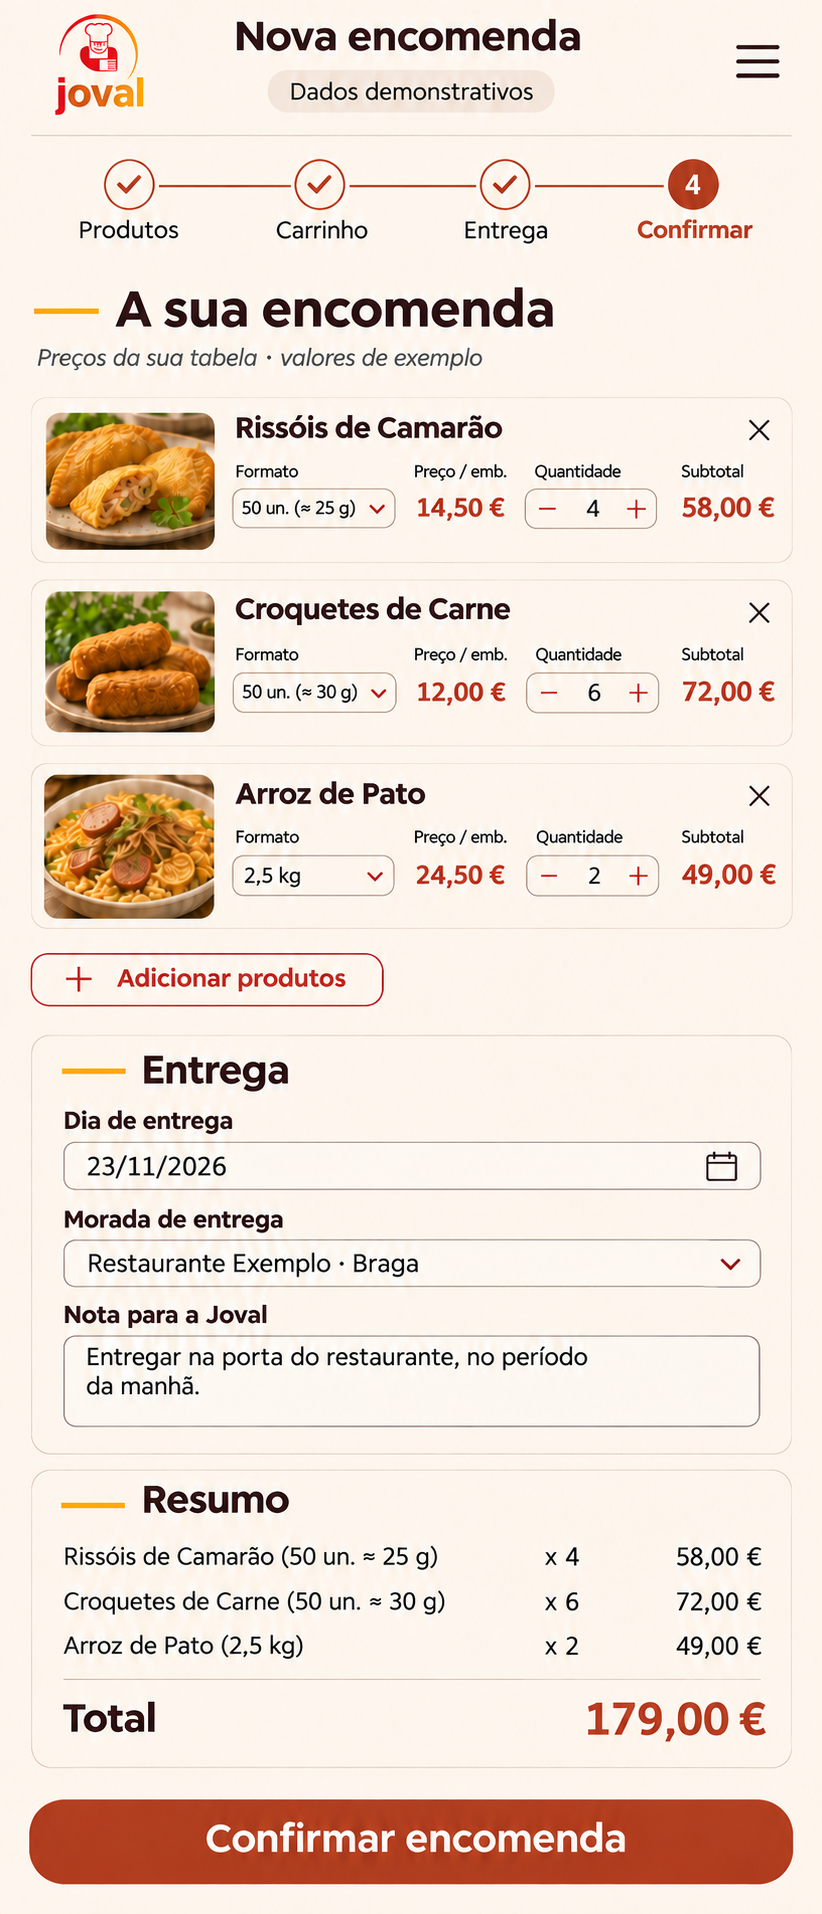 joval
Nova encomenda
Dados demonstrativos
Produtos
Carrinho
Entrega
4
Confirmar
A sua encomenda
Preços da sua tabela · valores de exemplo
Rissóis de Camarão
Formato Preço / emb. Quantidade Subtotal
50 un. (≈ 25 g) 14,50 € − 4 + 58,00 €
Croquetes de Carne
Formato Preço / emb. Quantidade Subtotal
50 un. (≈ 30 g) 12,00 € − 6 + 72,00 €
Arroz de Pato
Formato Preço / emb. Quantidade Subtotal
2,5 kg 24,50 € − 2 + 49,00 €
+ Adicionar produtos
Entrega
Dia de entrega
23/11/2026
Morada de entrega
Restaurante Exemplo · Braga
Nota para a Joval
Entregar na porta do restaurante, no período
da manhã.
Resumo
Rissóis de Camarão (50 un. ≈ 25 g) x 4 58,00 €
Croquetes de Carne (50 un. ≈ 30 g) x 6 72,00 €
Arroz de Pato (2,5 kg) x 2 49,00 €
Total 179,00 €
Confirmar encomenda